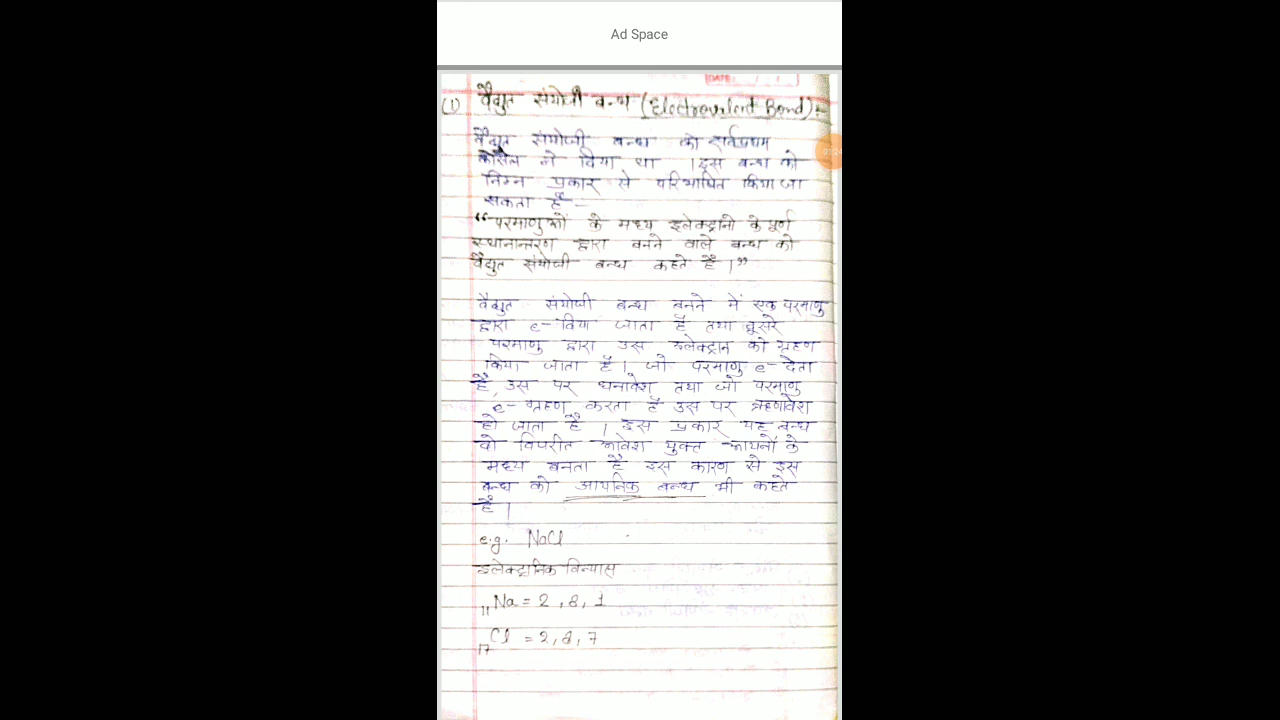 Ad Space
DATE:
(1) वैद्युत संयोजी बन्ध (Electrovalent Bond):-
वैद्युत संयोजी बन्ध को सर्वप्रथम
कोसेल ने दिया था । इस बन्ध को
निम्न प्रकार से परिभाषित किया जा
सकता है -
“परमाणुओं के मध्य इलेक्ट्रानों के पूर्ण
स्थानान्तरण द्वारा बनने वाले बन्ध को
वैद्युत संयोजी बन्ध कहते हैं ।”
वैद्युत संयोजी बन्ध बनने में एक परमाणु
द्वारा e- दिया जाता है तथा दूसरे
परमाणु द्वारा उस इलेक्ट्रान को ग्रहण
किया जाता है । जो परमाणु e- देता
है, उस पर धनावेश तथा जो परमाणु
e- ग्रहण करता है उस पर ऋणावेश
हो जाता है । इस प्रकार यह बन्ध
दो विपरीत आवेश युक्त आयनों के
मध्य बनता है इस कारण से इस
बन्ध को आयनिक बन्ध भी कहते
हैं ।
e.g. NaCl
इलेक्ट्रानिक विन्यास
11Na = 2, 8, 1
17Cl = 2, 8, 7